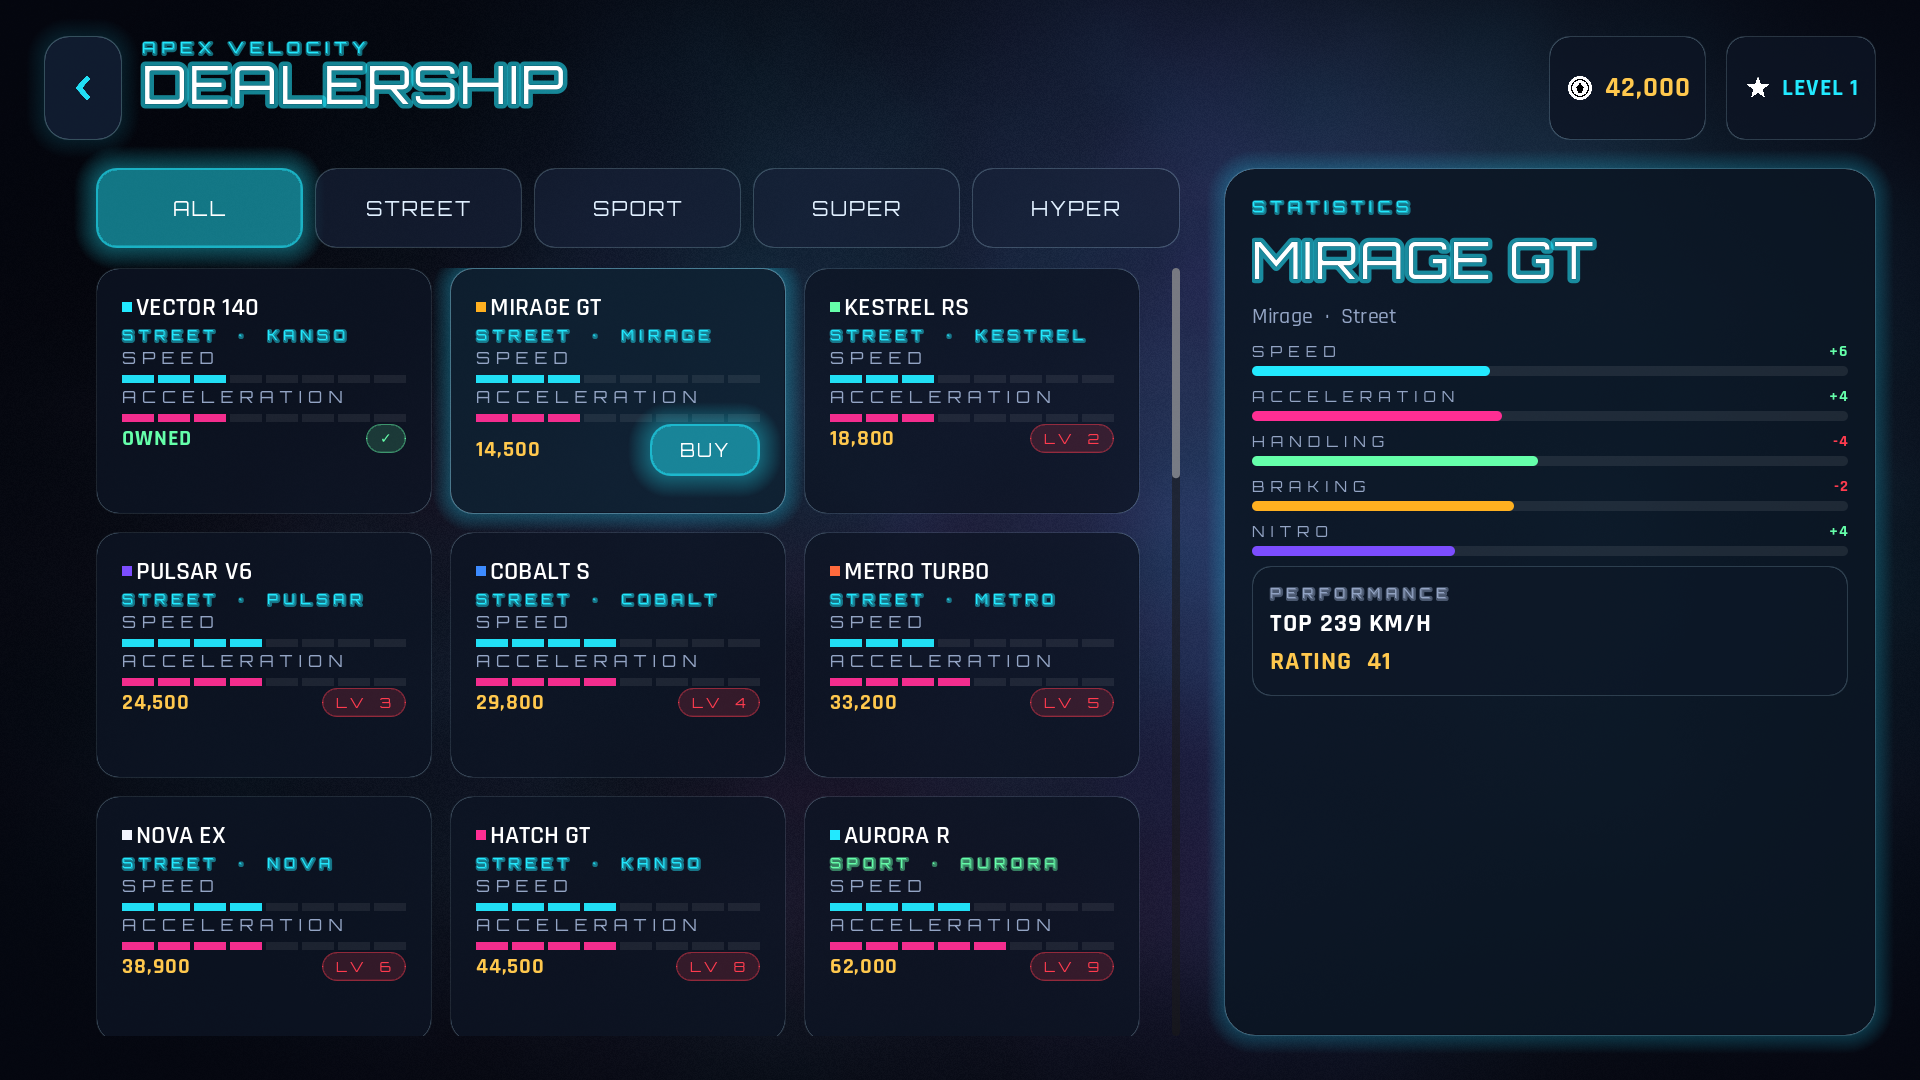 APEX VELOCITY
DEALERSHIP
42,000
LEVEL 1
ALL
STREET
SPORT
SUPER
HYPER
VECTOR 140
STREET · KANSO
SPEED
ACCELERATION
OWNED ✓
MIRAGE GT
STREET · MIRAGE
SPEED
ACCELERATION
14,500 BUY
KESTREL RS
STREET · KESTREL
SPEED
ACCELERATION
18,800 LV 2
PULSAR V6
STREET · PULSAR
SPEED
ACCELERATION
24,500 LV 3
COBALT S
STREET · COBALT
SPEED
ACCELERATION
29,800 LV 4
METRO TURBO
STREET · METRO
SPEED
ACCELERATION
33,200 LV 5
NOVA EX
STREET · NOVA
SPEED
ACCELERATION
38,900 LV 6
HATCH GT
STREET · KANSO
SPEED
ACCELERATION
44,500 LV 8
AURORA R
SPORT · AURORA
SPEED
ACCELERATION
62,000 LV 9
STATISTICS
MIRAGE GT
Mirage · Street
SPEED +6
ACCELERATION +4
HANDLING -4
BRAKING -2
NITRO +4
PERFORMANCE
TOP 239 KM/H
RATING 41